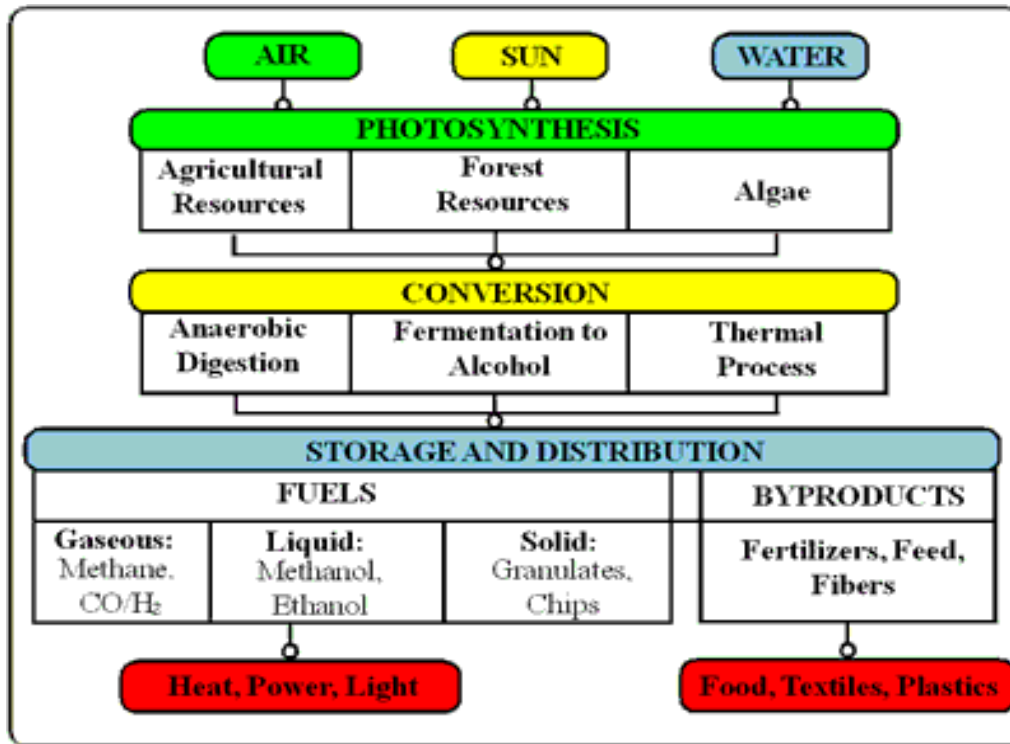 AIR
SUN
WATER
PHOTOSYNTHESIS
Agricultural
Resources
Forest
Resources
Algae
CONVERSION
Anaerobic
Digestion
Fermentation to
Alcohol
Thermal
Process
STORAGE AND DISTRIBUTION
FUELS
BYPRODUCTS
Gaseous:
Methane,
CO/H₂
Liquid:
Methanol,
Ethanol
Solid:
Granulates,
Chips
Fertilizers, Feed,
Fibers
Heat, Power, Light
Food, Textiles, Plastics